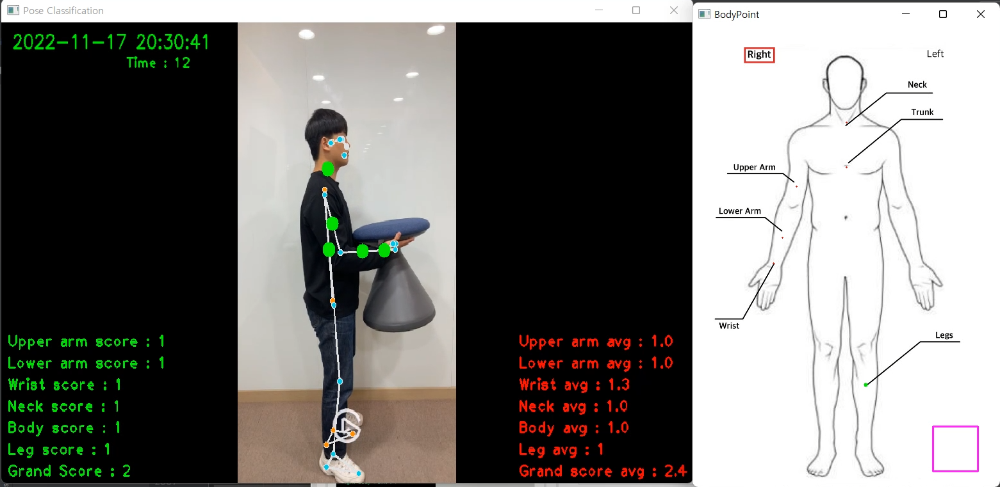 Pose Classification
2022-11-17 20:30:41
Time : 12
Upper arm score : 1
Lower arm score : 1
Wrist score : 1
Neck score : 1
Body score : 1
Leg score : 1
Grand Score : 2
Upper arm avg : 1.0
Lower arm avg : 1.0
Wrist avg : 1.3
Neck avg : 1.0
Body avg : 1.0
Leg avg : 1
Grand score avg : 2.4
BodyPoint
Right
Left
Neck
Trunk
Upper Arm
Lower Arm
Wrist
Legs